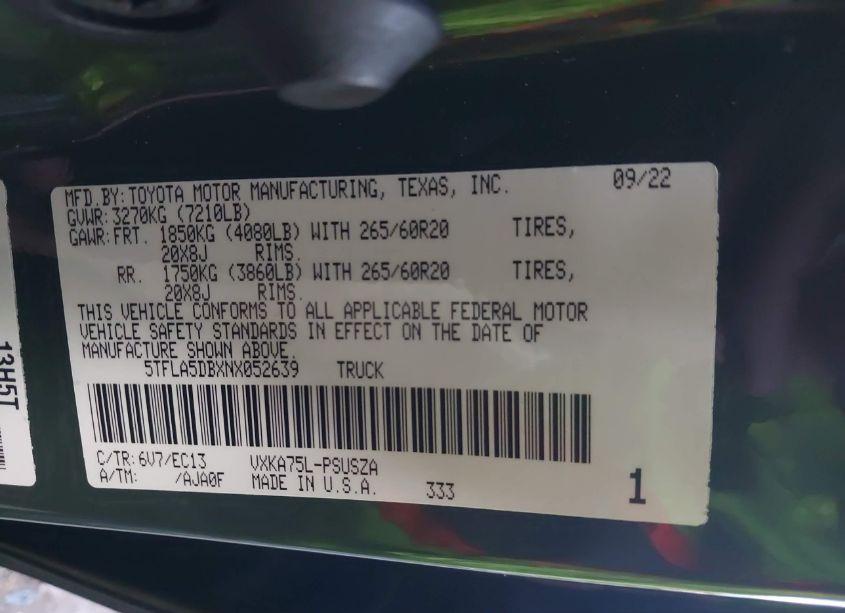 MFD.BY:TOYOTA MOTOR MANUFACTURING, TEXAS, INC. 09/22
GVWR:3270KG (7210LB)
GAWR:FRT. 1850KG (4080LB) WITH 265/60R20 TIRES,
20X8J RIMS.
RR. 1750KG (3860LB) WITH 265/60R20 TIRES,
20X8J RIMS.
THIS VEHICLE CONFORMS TO ALL APPLICABLE FEDERAL MOTOR
VEHICLE SAFETY STANDARDS IN EFFECT ON THE DATE OF
MANUFACTURE SHOWN ABOVE.
5TFLA5DBXNX052639 TRUCK
C/TR:6V7/EC13 VXKA75L-PSUSZA
A/TM: /AJA0F MADE IN U.S.A. 333 1
13H5T